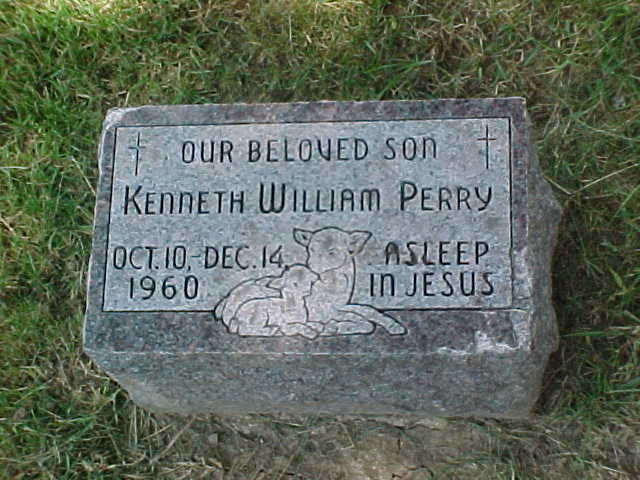 OUR BELOVED SON
KENNETH WILLIAM PERRY
OCT. 10,-DEC. 14 ASLEEP
1960 IN JESUS